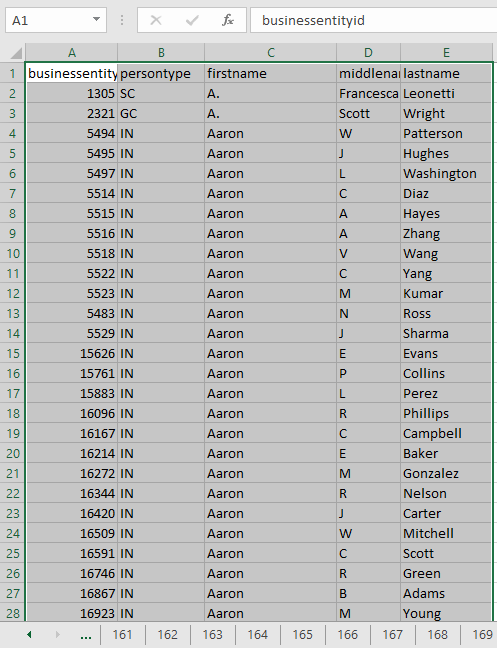 A1 fx businessentityid
A B C D E
1 businessentity persontype firstname middlena lastname
2 1305 SC A. Francesca Leonetti
3 2321 GC A. Scott Wright
4 5494 IN Aaron W Patterson
5 5495 IN Aaron J Hughes
6 5497 IN Aaron L Washington
7 5514 IN Aaron C Diaz
8 5515 IN Aaron A Hayes
9 5516 IN Aaron A Zhang
10 5518 IN Aaron V Wang
11 5522 IN Aaron C Yang
12 5523 IN Aaron M Kumar
13 5483 IN Aaron N Ross
14 5529 IN Aaron J Sharma
15 15626 IN Aaron E Evans
16 15761 IN Aaron P Collins
17 15883 IN Aaron L Perez
18 16096 IN Aaron R Phillips
19 16167 IN Aaron C Campbell
20 16214 IN Aaron E Baker
21 16272 IN Aaron M Gonzalez
22 16344 IN Aaron R Nelson
23 16420 IN Aaron J Carter
24 16509 IN Aaron W Mitchell
25 16591 IN Aaron C Scott
26 16746 IN Aaron R Green
27 16867 IN Aaron B Adams
28 16923 IN Aaron M Young
... 161 162 163 164 165 166 167 168 169